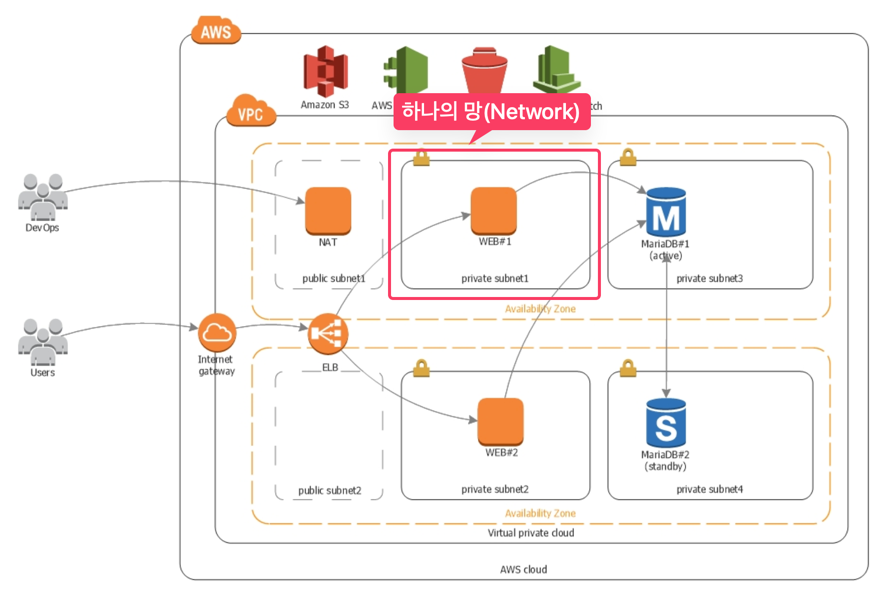 AWS
Amazon S3
AWS
하나의 망(Network)
tch
VPC
DevOps
NAT
public subnet1
WEB#1
private subnet1
M
MariaDB#1
(active)
private subnet3
Availability Zone
Users
Internet
gateway
ELB
public subnet2
WEB#2
private subnet2
S
MariaDB#2
(standby)
private subnet4
Availability Zone
Virtual private cloud
AWS cloud